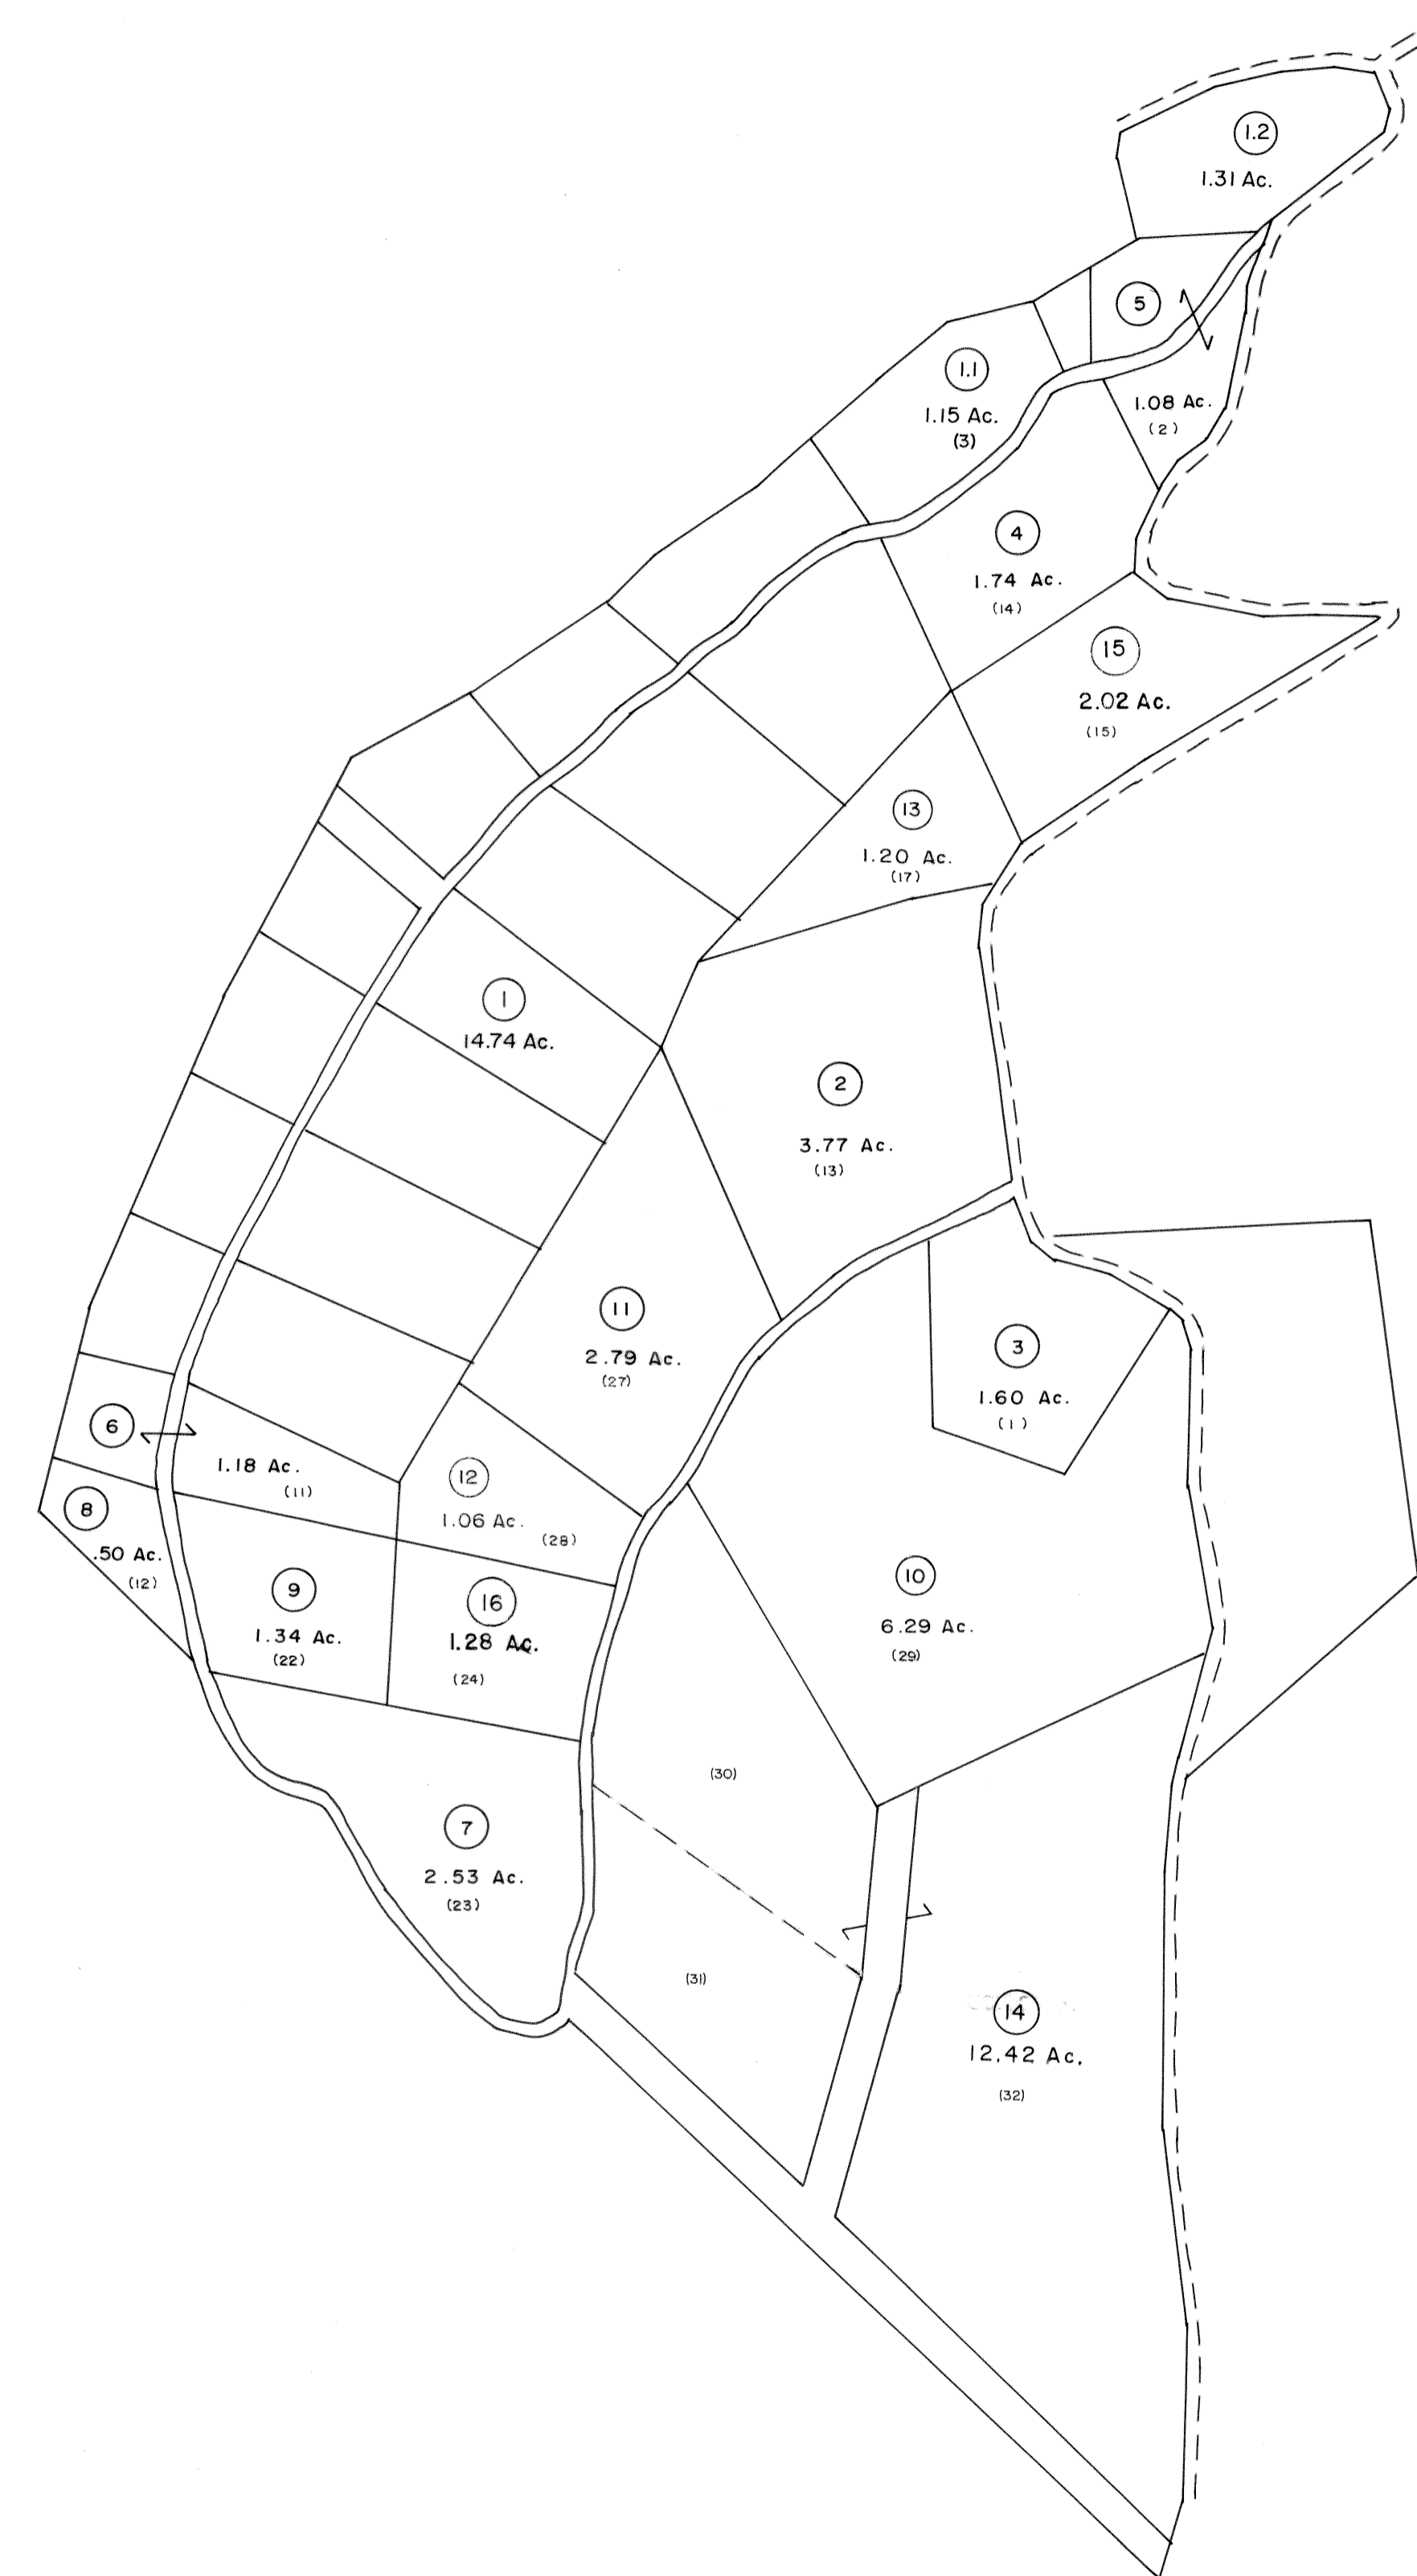 1.2
1.31 Ac.
5
1.1
1.15 Ac.
(3)
1.08 Ac.
(2)
4
1.74 Ac.
(14)
15
2.02 Ac.
(15)
13
1.20 Ac.
(17)
1
14.74 Ac.
2
3.77 Ac.
(13)
11
2.79 Ac.
(27)
3
1.60 Ac.
(1)
6
1.18 Ac.
(11)
12
1.06 Ac.
(28)
8
.50 Ac.
(12)
9
1.34 Ac.
(22)
16
1.28 Ac.
(24)
10
6.29 Ac.
(29)
(30)
7
2.53 Ac.
(23)
(31)
14
12.42 Ac.
(32)